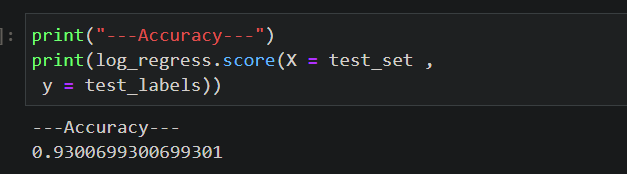 ]:
print("---Accuracy---")
print(log_regress.score(X = test_set ,
y = test_labels))
---Accuracy---
0.9300699300699301